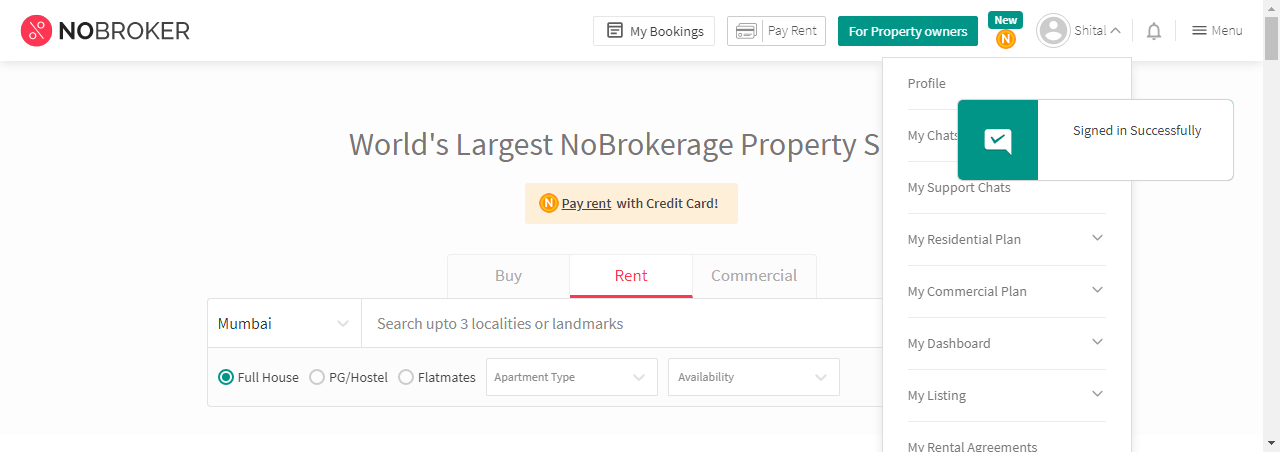 NOBROKER
My Bookings
Pay Rent
For Property owners
New
N
Shital
Menu
Profile
My Chats
Signed in Successfully
World's Largest NoBrokerage Property S
My Support Chats
N Pay rent with Credit Card!
My Residential Plan
Buy
Rent
Commercial
My Commercial Plan
Mumbai
Search upto 3 localities or landmarks
My Dashboard
Full House
PG/Hostel
Flatmates
Apartment Type
Availability
My Listing
My Rental Agreements